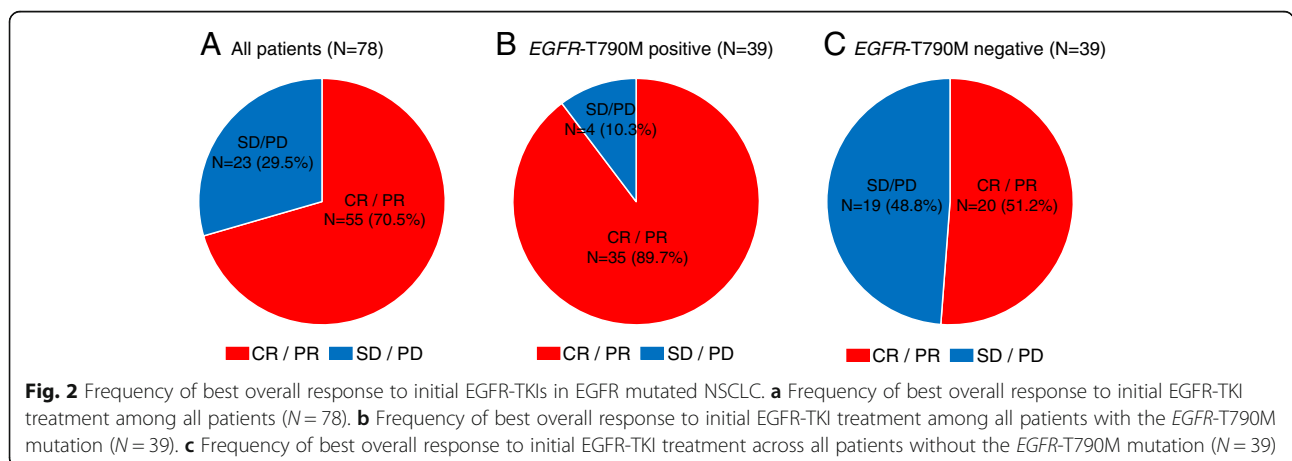 A All patients (N=78)
B EGFR-T790M positive (N=39)
C EGFR-T790M negative (N=39)
SD/PD
N=23 (29.5%)
CR / PR
N=55 (70.5%)
SD/PD
N=4 (10.3%)
CR / PR
N=35 (89.7%)
SD/PD
N=19 (48.8%)
CR / PR
N=20 (51.2%)
CR / PR SD / PD
CR / PR SD / PD
CR / PR SD / PD
Fig. 2 Frequency of best overall response to initial EGFR-TKIs in EGFR mutated NSCLC. a Frequency of best overall response to initial EGFR-TKI
treatment among all patients (N = 78). b Frequency of best overall response to initial EGFR-TKI treatment among all patients with the EGFR-T790M
mutation (N = 39). c Frequency of best overall response to initial EGFR-TKI treatment across all patients without the EGFR-T790M mutation (N = 39)